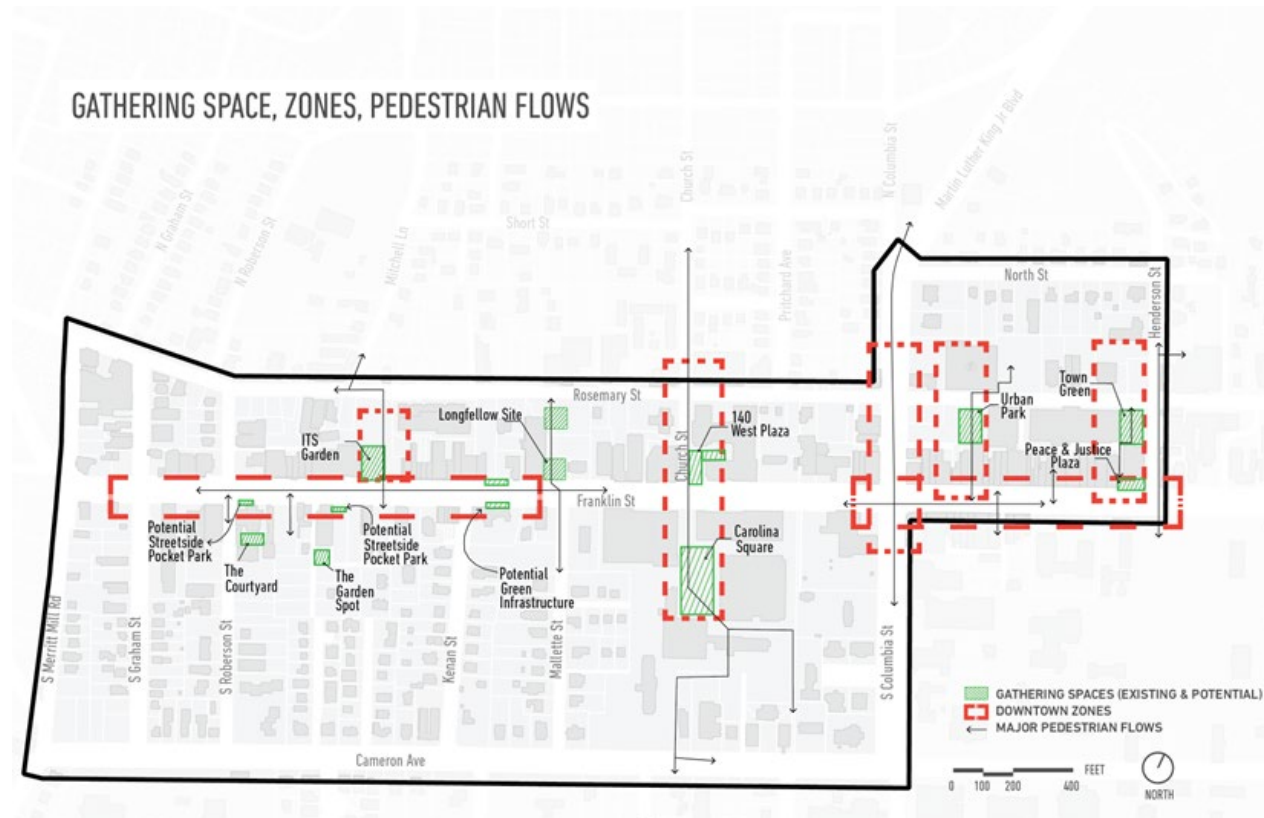 GATHERING SPACE, ZONES, PEDESTRIAN FLOWS
N Graham St
N Roberson St
Mitchell Ln
Short St
Church St
Pritchard Ave
N Columbia St
Martin Luther King Jr Blvd
North St
Henderson St
Rosemary St
Longfellow Site
ITS
Garden
Church St
140
West Plaza
Urban
Park
Town
Green
Peace & Justice
Plaza
Franklin St
Potential
Streetside
Pocket Park
The
Courtyard
Potential
Streetside
Pocket Park
The
Garden
Spot
Potential
Green
Infrastructure
Carolina
Square
S Merritt Mill Rd
S Graham St
S Roberson St
Kenan St
Mallette St
S Columbia St
Cameron Ave
GATHERING SPACES (EXISTING & POTENTIAL)
DOWNTOWN ZONES
MAJOR PEDESTRIAN FLOWS
FEET
0 100 200 400
NORTH